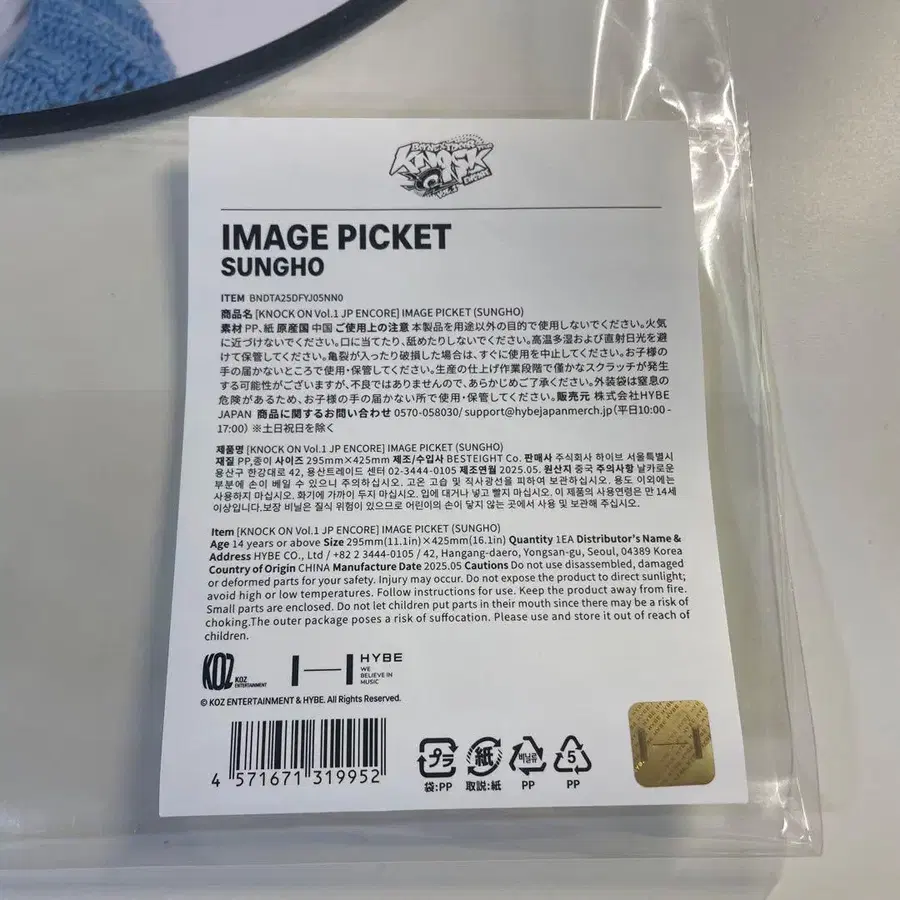 BOYNEXTDOOR
KNOCK ON
VOL.1
ENCORE
IMAGE PICKET
SUNGHO
ITEM BNDTA25DFYJ05NN0
商品名 [KNOCK ON Vol.1 JP ENCORE] IMAGE PICKET (SUNGHO)
素材 PP、紙 原産国 中国 ご使用上の注意 本製品を用途以外の目的で使用しないでください。火気
に近づけないでください。口に当てたり、舐めたりしないでください。高温多湿および直射日光を避
けて保管してください。亀裂が入ったり破損した場合は、すぐに使用を中止してください。お子様の
手の届かないところで使用・保管してください。生産の仕上げ作業段階で僅かなスクラッチが発生
する可能性がございますが、不良ではありませんので、あらかじめご了承ください。外装袋は窒息の
危険があるため、お子様の手の届かない所で使用・保管してください。販売元 株式会社HYBE
JAPAN 商品に関するお問い合わせ 0570-058030/ support@hybejapanmerch.jp(平日10:00 -
17:00) ※土日祝日を除く
제품명 [KNOCK ON Vol.1 JP ENCORE] IMAGE PICKET (SUNGHO)
재질 PP,종이 사이즈 295mm×425mm 제조/수입사 BESTEIGHT Co. 판매사 주식회사 하이브 서울특별시
용산구 한강대로 42, 용산트레이드 센터 02-3444-0105 제조연월 2025.05. 원산지 중국 주의사항 날카로운
부분에 손이 베일 수 있으니 주의하십시오. 고온 고습 및 직사광선을 피하여 보관하십시오. 용도 이외에는
사용하지 마십시오. 화기에 가까이 두지 마십시오. 입에 대거나 넣고 빨지 마십시오. 이 제품의 사용연령은 만 14세
이상입니다.보장 비닐은 질식 위험이 있으므로 어린이의 손이 닿지 않는 곳에서 사용 및 보관해 주십시오.
Item [KNOCK ON Vol.1 JP ENCORE] IMAGE PICKET (SUNGHO)
Age 14 years or above Size 295mm(11.1in)×425mm(16.1in) Quantity 1EA Distributor's Name &
Address HYBE CO., Ltd / +82 2 3444-0105 / 42, Hangang-daero, Yongsan-gu, Seoul, 04389 Korea
Country of Origin CHINA Manufacture Date 2025.05 Cautions Do not use disassembled, damaged
or deformed parts for your safety. Injury may occur. Do not expose the product to direct sunlight;
avoid high or low temperatures. Follow instructions for use. Keep the product away from fire.
Small parts are enclosed. Do not let children put parts in their mouth since there may be a risk of
choking.The outer package poses a risk of suffocation. Please use and store it out of reach of
children.
KOZ KOZ ENTERTAINMENT
HYBE
WE
BELIEVE IN
MUSIC
© KOZ ENTERTAINMENT & HYBE. All Rights Reserved.
4 571671 319952
プラ 紙 비닐류 5
袋:PP 取説:紙 PP PP